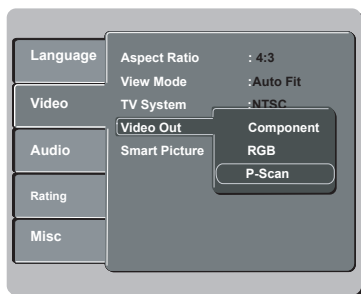 Language
Video
Audio
Rating
Misc
Aspect Ratio : 4:3
View Mode :Auto Fit
TV System :NTSC
Video Out
Smart Picture
Component
RGB
P-Scan